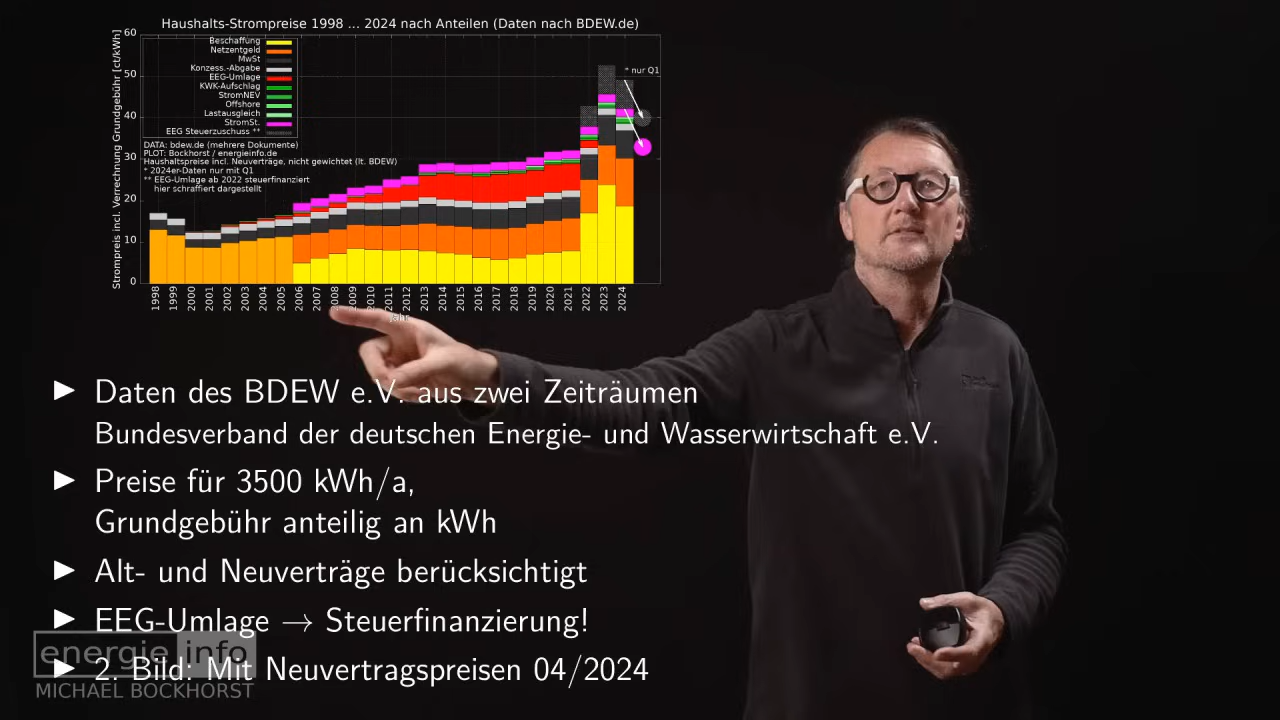 Haushalts-Strompreise 1998 ... 2024 nach Anteilen (Daten nach BDEW.de)
Strompreis incl. Verrechnung Grundgebühr [ct/kWh]
60
50
40
30
20
10
0
Beschaffung
Netzentgeld
MwSt
Konzess.-Abgabe
EEG-Umlage
KWK-Aufschlag
StromNEV
Offshore
Lastausgleich
StromSt.
EEG Steuerzuschuss **
* nur Q1
DATA: bdew.de (mehrere Dokumente)
PLOT: Bockhorst / energieinfo.de
Haushaltspreise incl. Neuverträge, nicht gewichtet (lt. BDEW)
* 2024er-Daten nur mit Q1
** EEG-Umlage ab 2022 steuerfinanziert
hier schraffiert dargestellt
1998 1999 2000 2001 2002 2003 2004 2005 2006 2007 2008 2009 2010 2011 2012 2013 2014 2015 2016 2017 2018 2019 2020 2021 2022 2023 2024
Jahr
► Daten des BDEW e.V. aus zwei Zeiträumen
Bundesverband der deutschen Energie- und Wasserwirtschaft e.V.
► Preise für 3500 kWh/a,
Grundgebühr anteilig an kWh
► Alt- und Neuverträge berücksichtigt
► EEG-Umlage → Steuerfinanzierung!
► 2. Bild: Mit Neuvertragspreisen 04/2024
energie info
MICHAEL BOCKHORST